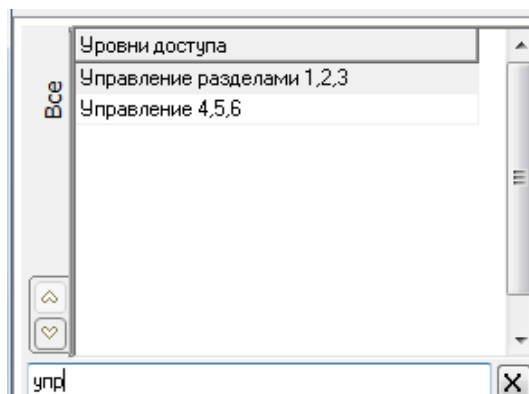 Уровни доступа
Все
Управление разделами 1,2,3
Управление 4,5,6
упр
X